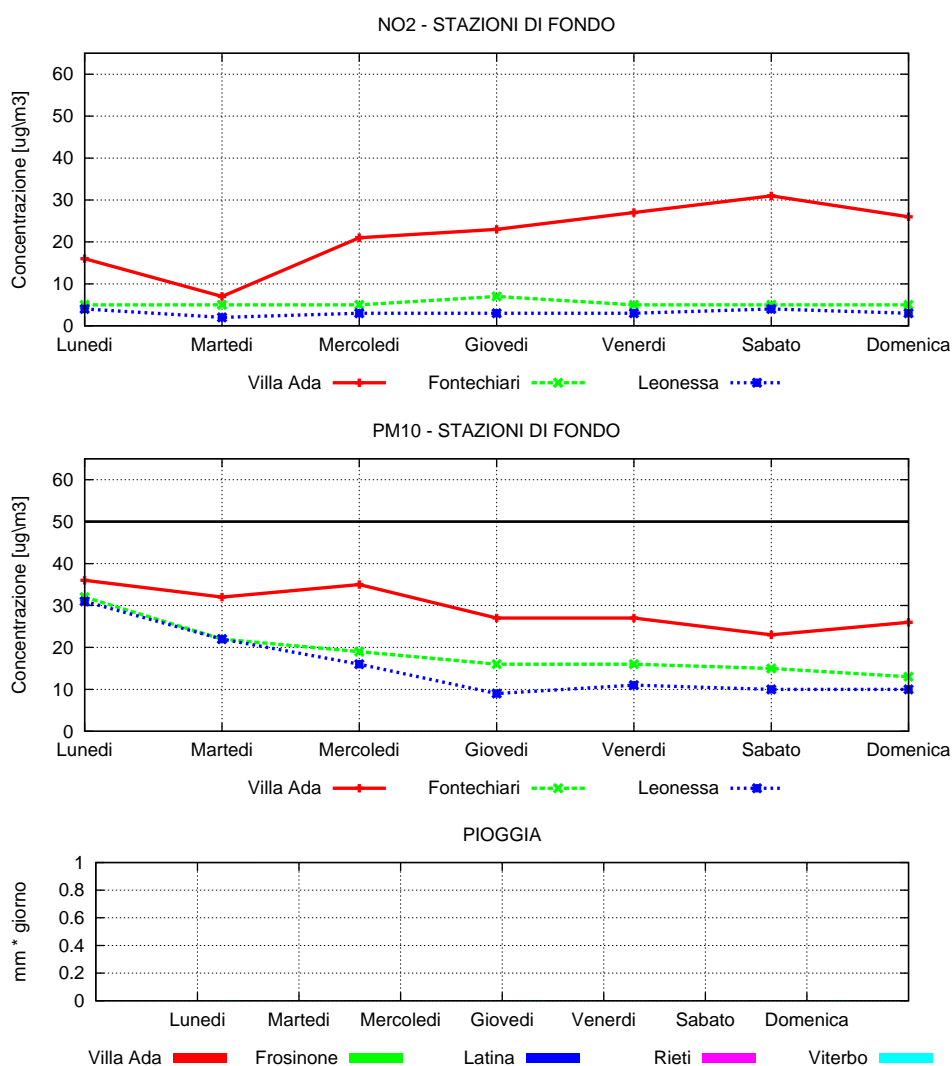 NO2 - STAZIONI DI FONDO
Concentrazione [ug\m3]
60
50
40
30
20
10
0
Lunedi Martedi Mercoledi Giovedi Venerdi Sabato Domenica
Villa Ada Fontechiari Leonessa
PM10 - STAZIONI DI FONDO
Concentrazione [ug\m3]
60
50
40
30
20
10
0
Lunedi Martedi Mercoledi Giovedi Venerdi Sabato Domenica
Villa Ada Fontechiari Leonessa
PIOGGIA
mm * giorno
1
0.8
0.6
0.4
0.2
0
Lunedi Martedi Mercoledi Giovedi Venerdi Sabato Domenica
Villa Ada Frosinone Latina Rieti Viterbo